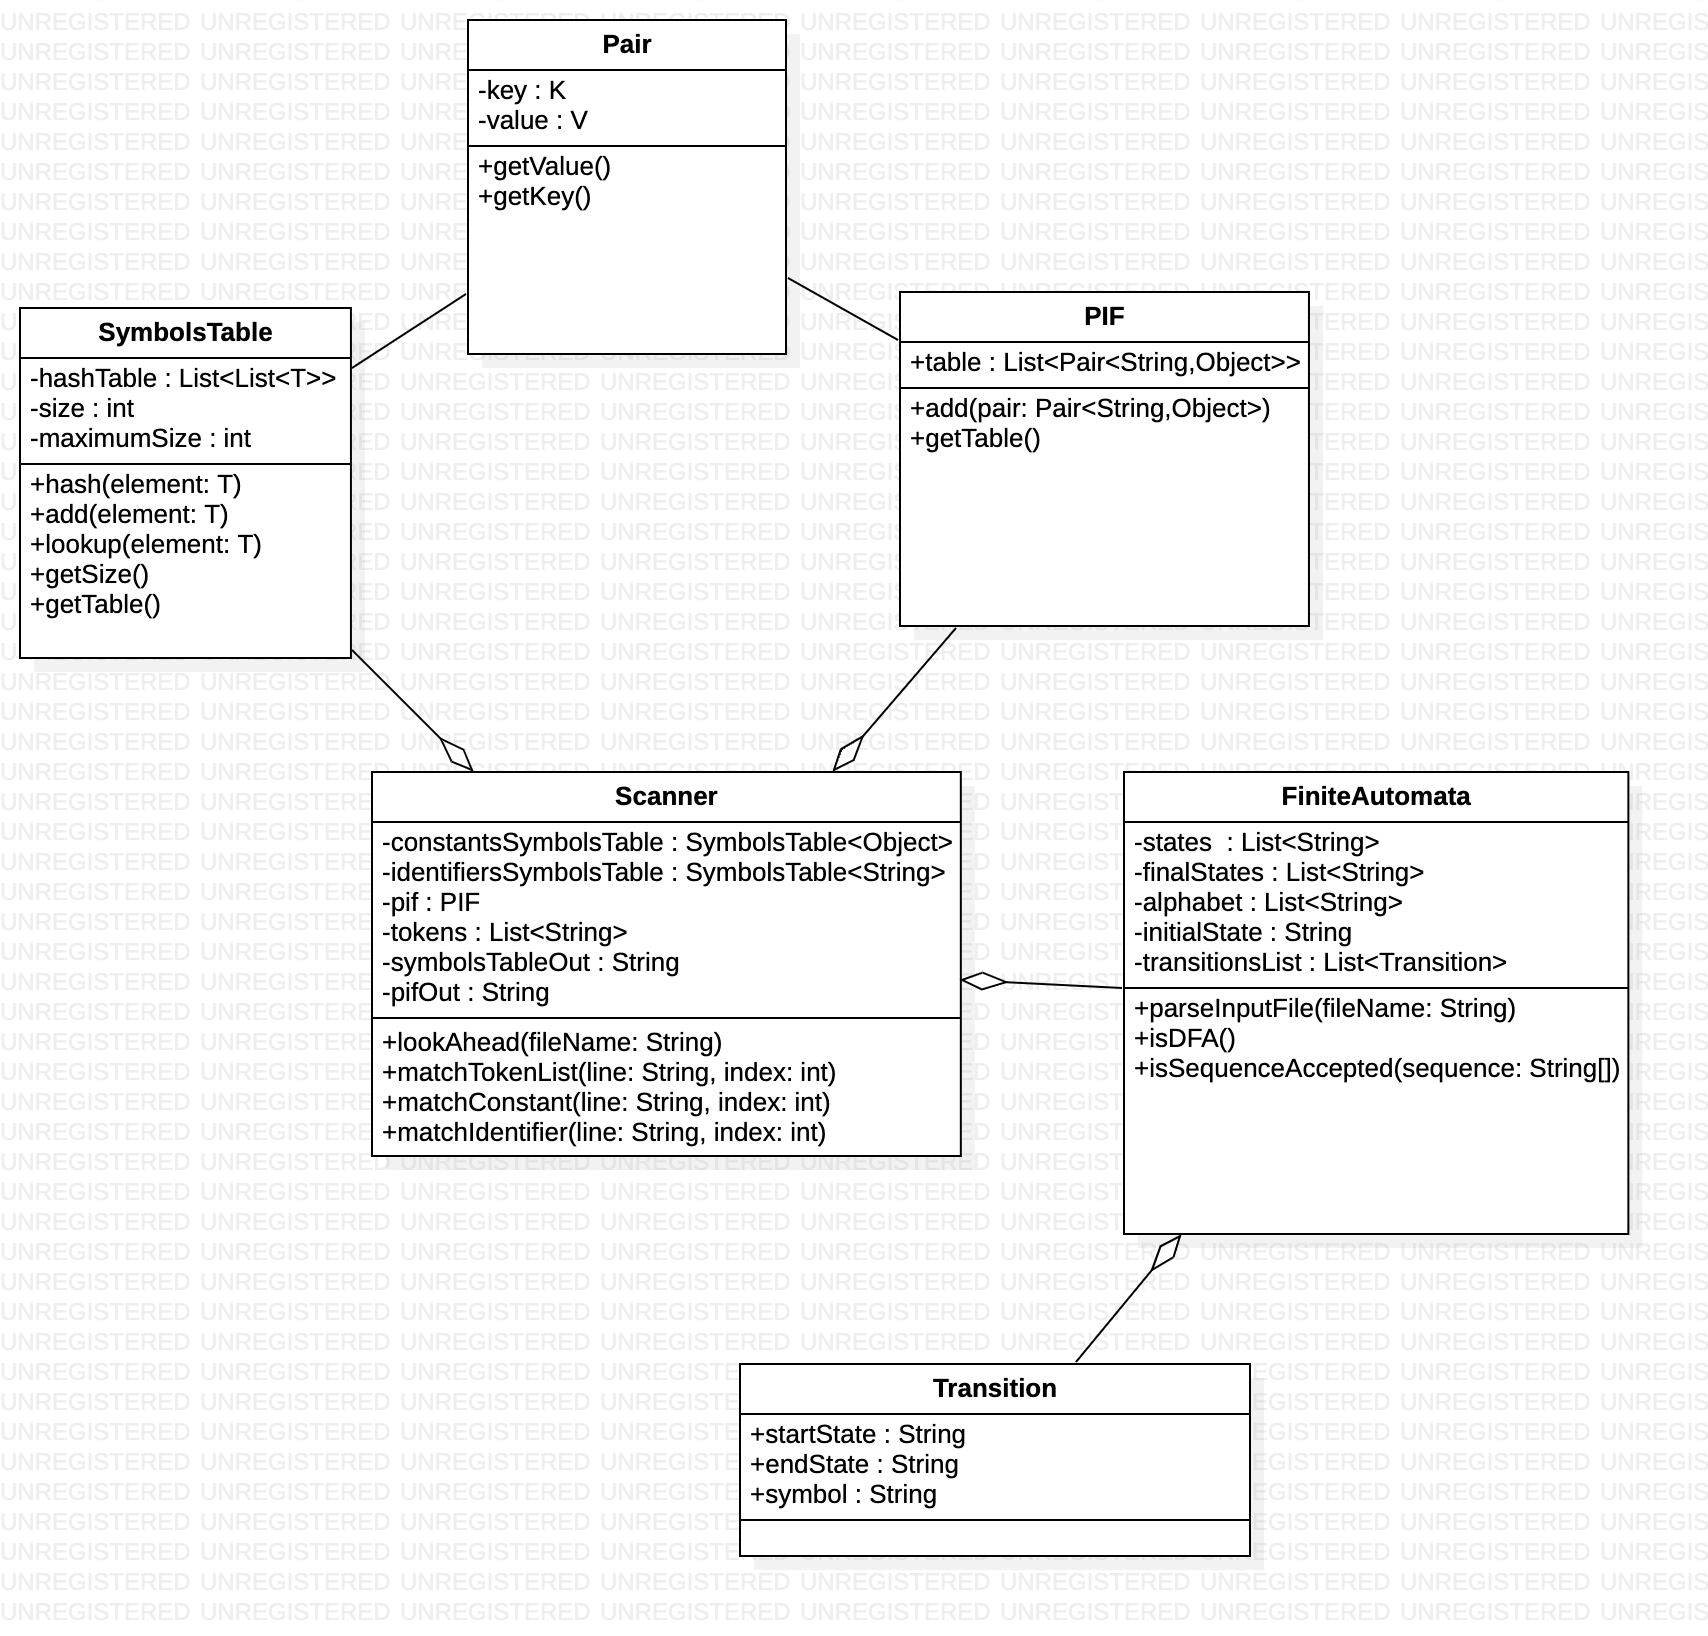 Pair
-key : K
-value : V
+getValue()
+getKey()
SymbolsTable
-hashTable : List<List<T>>
-size : int
-maximumSize : int
+hash(element: T)
+add(element: T)
+lookup(element: T)
+getSize()
+getTable()
PIF
+table : List<Pair<String,Object>>
+add(pair: Pair<String,Object>)
+getTable()
Scanner
-constantsSymbolsTable : SymbolsTable<Object>
-identifiersSymbolsTable : SymbolsTable<String>
-pif : PIF
-tokens : List<String>
-symbolsTableOut : String
-pifOut : String
+lookAhead(fileName: String)
+matchTokenList(line: String, index: int)
+matchConstant(line: String, index: int)
+matchIdentifier(line: String, index: int)
FiniteAutomata
-states  : List<String>
-finalStates : List<String>
-alphabet : List<String>
-initialState : String
-transitionsList : List<Transition>
+parseInputFile(fileName: String)
+isDFA()
+isSequenceAccepted(sequence: String[])
Transition
+startState : String
+endState : String
+symbol : String
UNREGISTERED